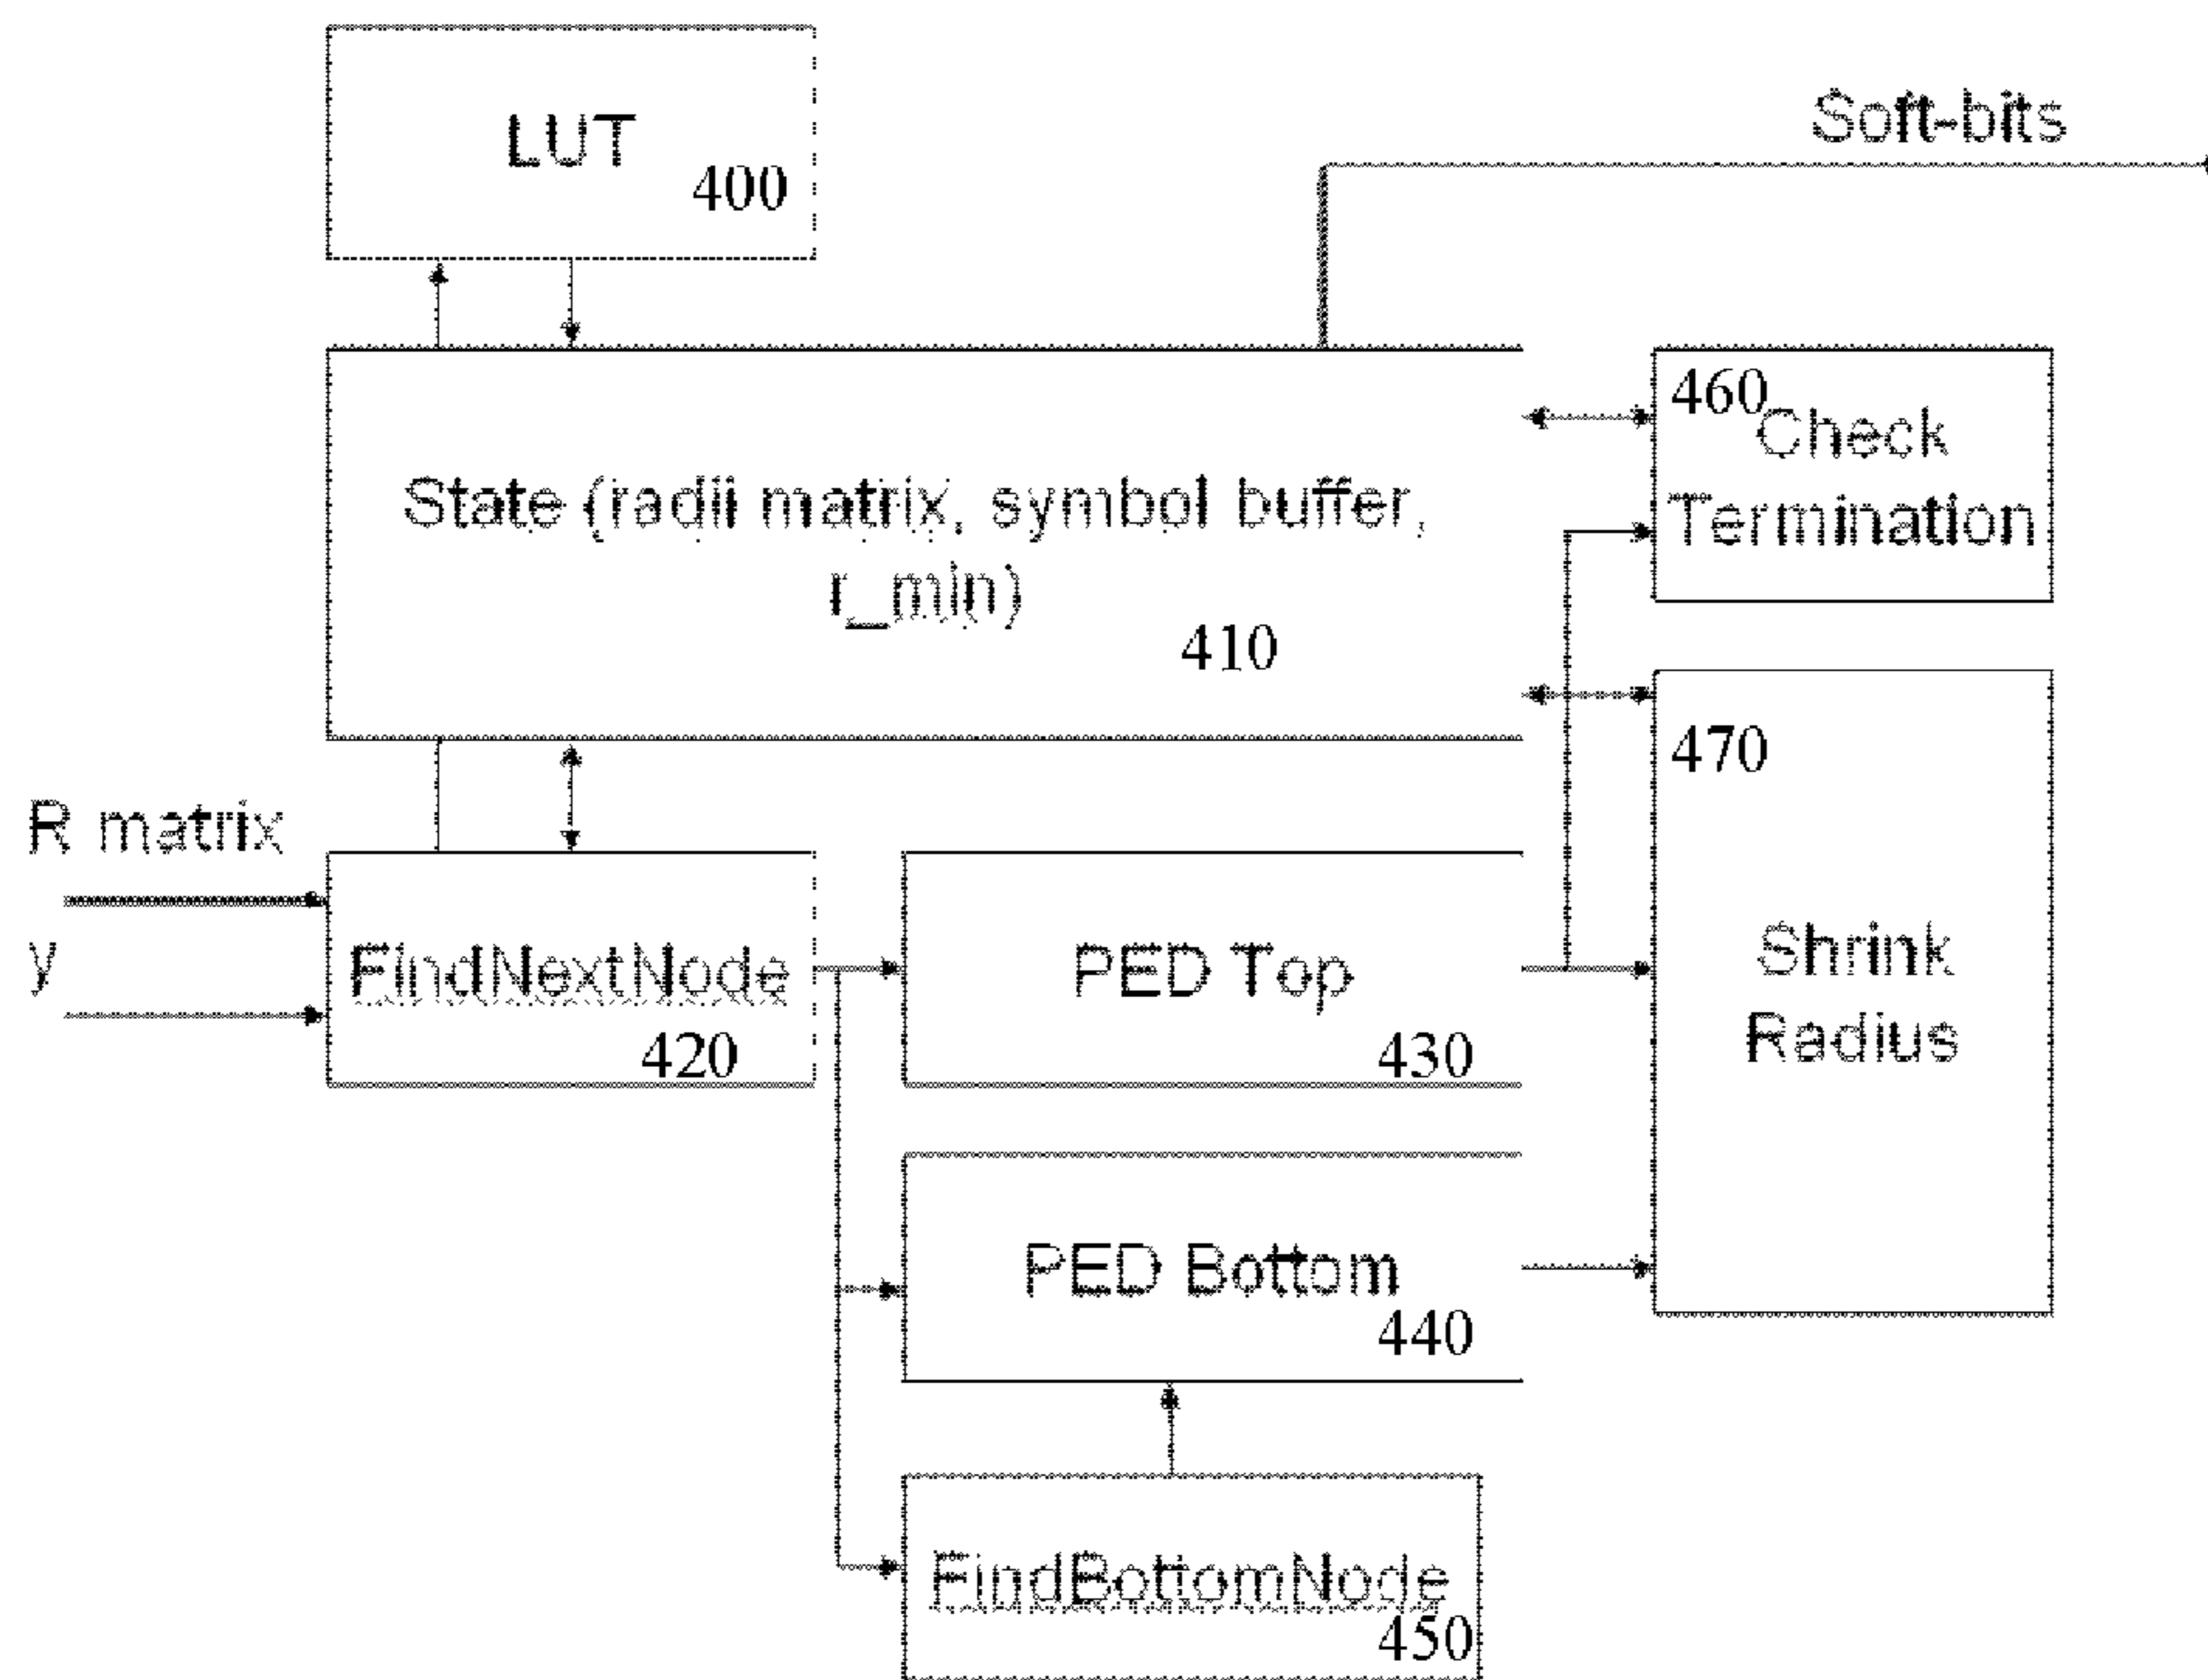 LUT
400
Soft-bits
State (radii matrix, symbol buffer,
r_min)
410
460
Check
Termination
470
Shrink
Radius
R matrix
y
FindNextNode
420
PED Top
430
PED Bottom
440
FindBottomNode
450